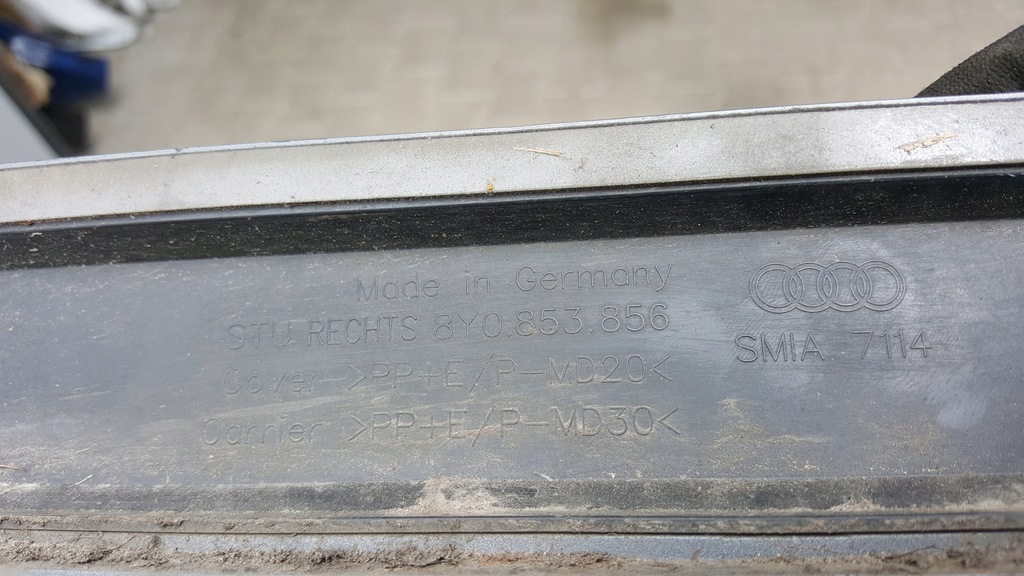 Made in Germany
STU RECHTS 8Y0.853.856
Cover >PP+E/P-MD20<
Carrier >PP+E/P-MD30<
SMIA 7114